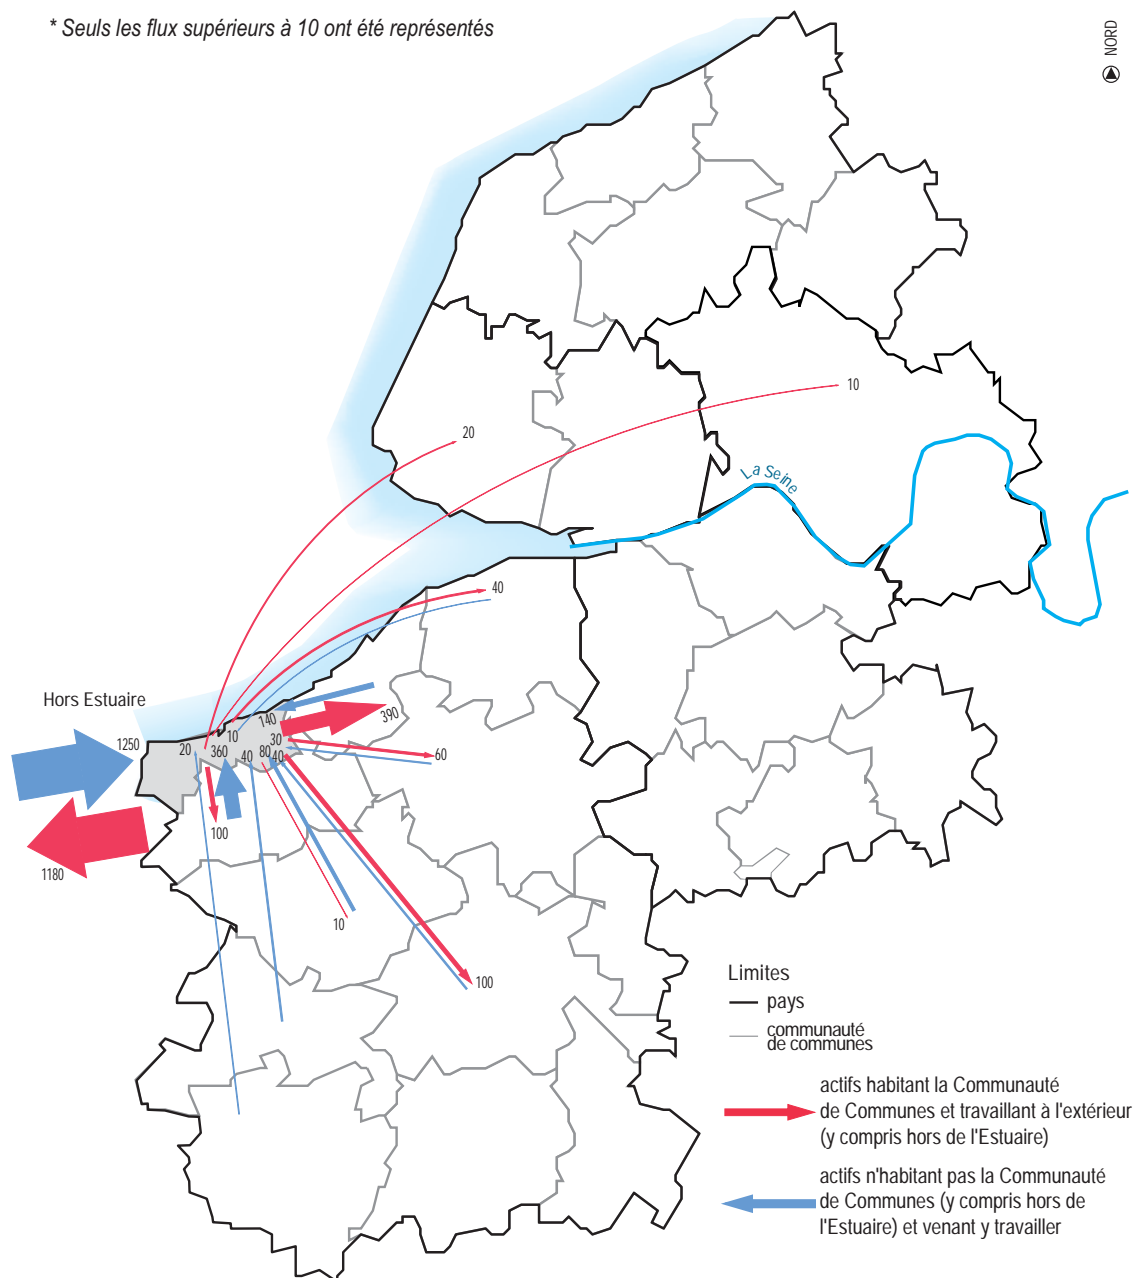 * Seuls les flux supérieurs à 10 ont été représentés
NORD
10
20
La Seine
40
Hors Estuaire
1250
20
360
10
140
390
30
40
80
40
60
100
1180
10
100
Limites
pays
communauté
de communes
actifs habitant la Communauté
de Communes et travaillant à l'extérieur
(y compris hors de l'Estuaire)
actifs n'habitant pas la Communauté
de Communes (y compris hors de
l'Estuaire) et venant y travailler